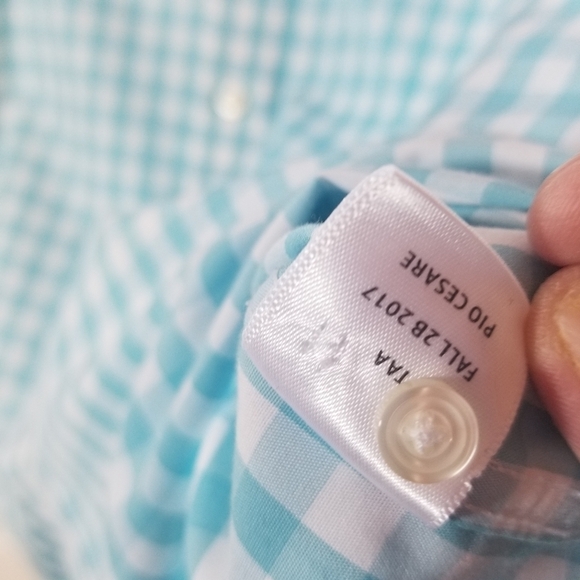 PIO CESARE
FALL 2B 2017
TAA